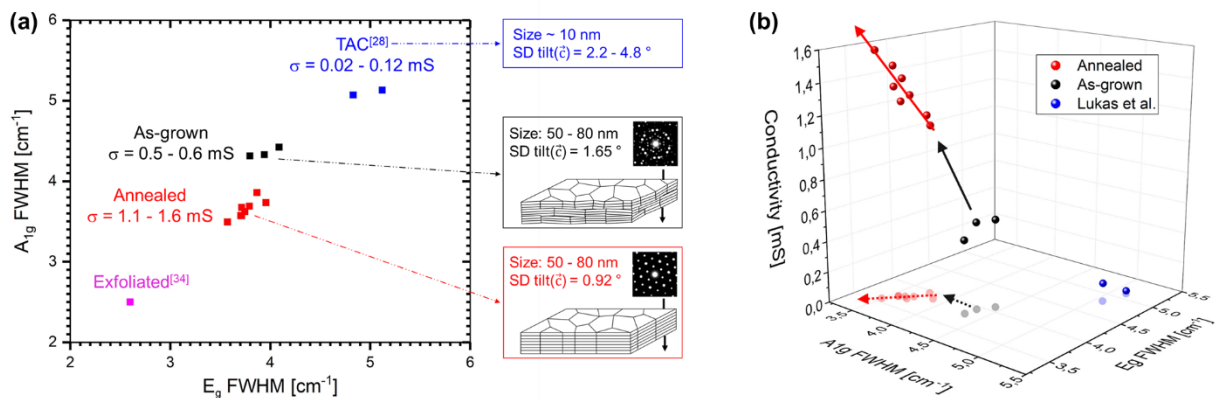 (a)
6
5
4
3
2
2
3
4
5
6
A1g FWHM [cm-1]
Eg FWHM [cm-1]
TAC[28]
σ = 0.02 - 0.12 mS
As-grown
σ = 0.5 - 0.6 mS
Annealed
σ = 1.1 - 1.6 mS
Exfoliated[34]
Size ~ 10 nm
SD tilt(c⃗) = 2.2 - 4.8 °
Size: 50 - 80 nm
SD tilt(c⃗) = 1.65 °
Size: 50 - 80 nm
SD tilt(c⃗) = 0.92 °
(b)
Annealed
As-grown
Lukas et al.
Conductivity [mS]
1,6
1,4
1,2
1,0
0,8
0,6
0,4
0,2
0,0
3,5
4,0
4,5
5,0
5,5
A1g FWHM [cm-1]
3,5
4,0
4,5
5,0
5,5
Eg FWHM [cm-1]